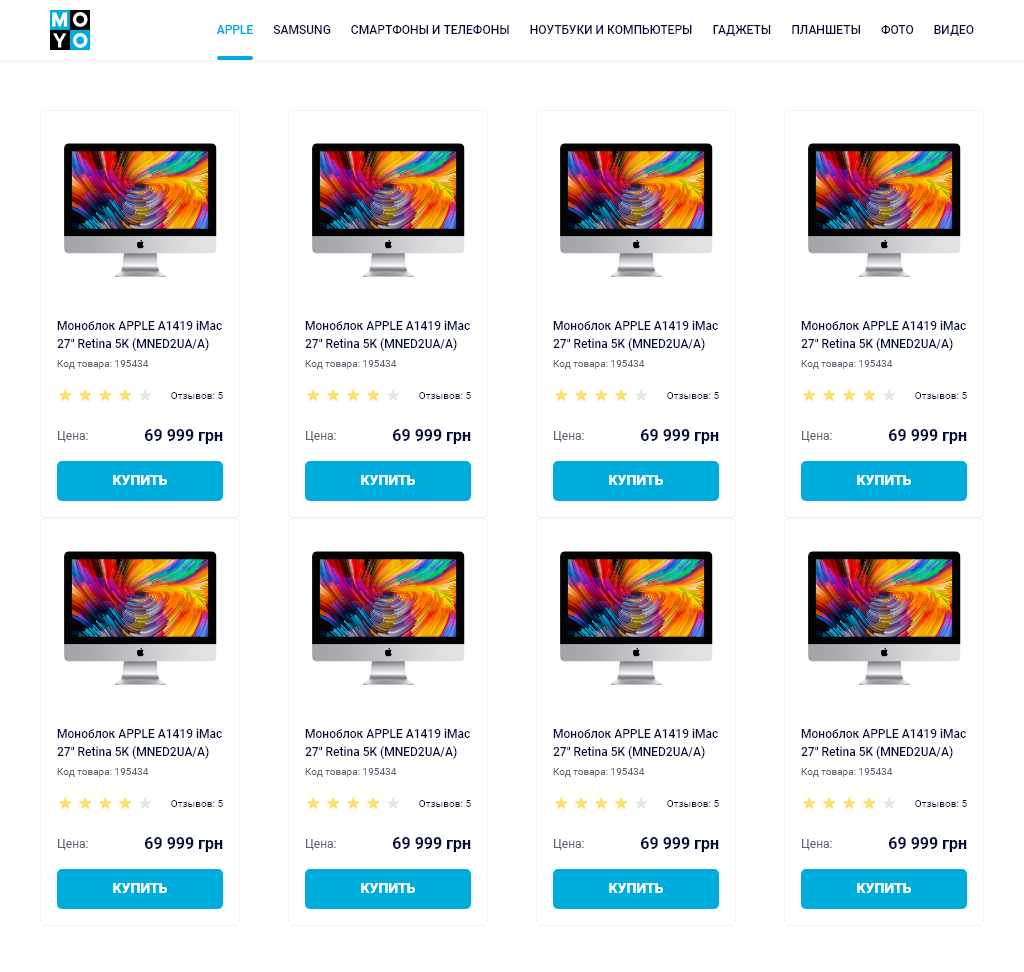 MO
YO
APPLE SAMSUNG СМАРТФОНЫ И ТЕЛЕФОНЫ НОУТБУКИ И КОМПЬЮТЕРЫ ГАДЖЕТЫ ПЛАНШЕТЫ ФОТО ВИДЕО
Моноблок APPLE A1419 iMac
27" Retina 5K (MNED2UA/A)
Код товара: 195434
Отзывов: 5
Цена: 69 999 грн
КУПИТЬ
Моноблок APPLE A1419 iMac
27" Retina 5K (MNED2UA/A)
Код товара: 195434
Отзывов: 5
Цена: 69 999 грн
КУПИТЬ
Моноблок APPLE A1419 iMac
27" Retina 5K (MNED2UA/A)
Код товара: 195434
Отзывов: 5
Цена: 69 999 грн
КУПИТЬ
Моноблок APPLE A1419 iMac
27" Retina 5K (MNED2UA/A)
Код товара: 195434
Отзывов: 5
Цена: 69 999 грн
КУПИТЬ
Моноблок APPLE A1419 iMac
27" Retina 5K (MNED2UA/A)
Код товара: 195434
Отзывов: 5
Цена: 69 999 грн
КУПИТЬ
Моноблок APPLE A1419 iMac
27" Retina 5K (MNED2UA/A)
Код товара: 195434
Отзывов: 5
Цена: 69 999 грн
КУПИТЬ
Моноблок APPLE A1419 iMac
27" Retina 5K (MNED2UA/A)
Код товара: 195434
Отзывов: 5
Цена: 69 999 грн
КУПИТЬ
Моноблок APPLE A1419 iMac
27" Retina 5K (MNED2UA/A)
Код товара: 195434
Отзывов: 5
Цена: 69 999 грн
КУПИТЬ